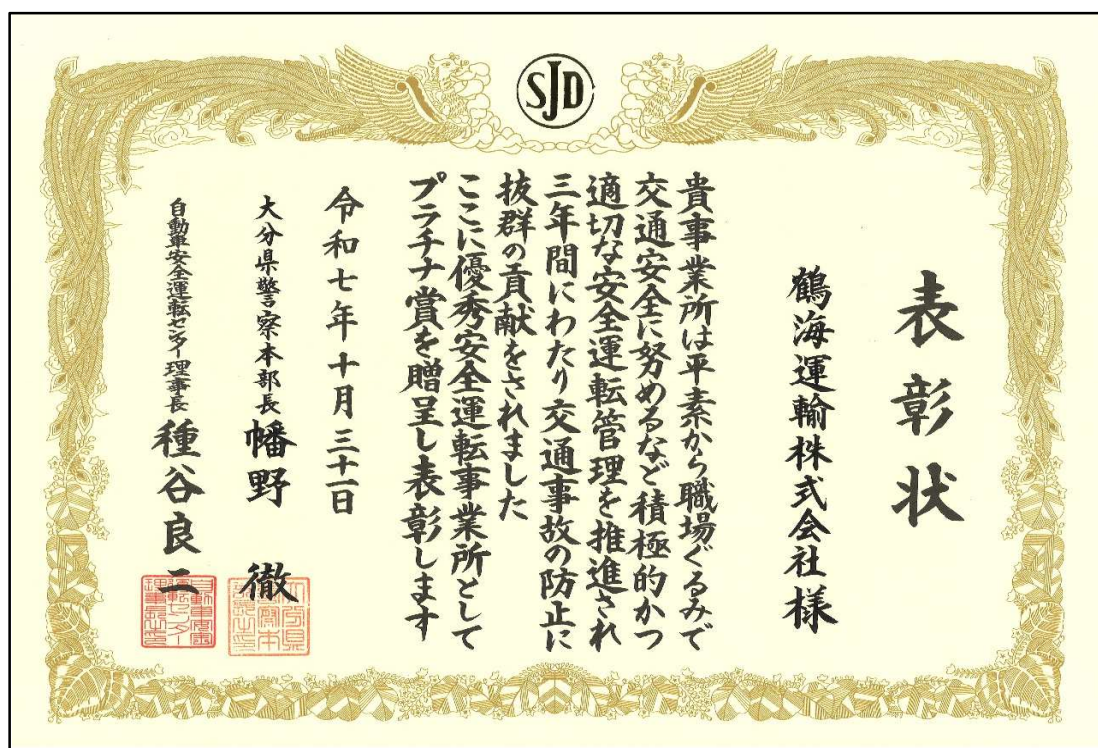 SJD
表彰状
鶴海運輸株式会社様
貴事業所は平素から職場ぐるみで
交通安全に努めるなど積極的かつ
適切な安全運転管理を推進され
三年間にわたり交通事故の防止に
抜群の貢献をされました
ここに優秀安全運転事業所として
プラチナ賞を贈呈し表彰します
令和七年十月三十一日
大分県警察本部長 幡野 徹
自動車安全運転センター理事長 種谷良二